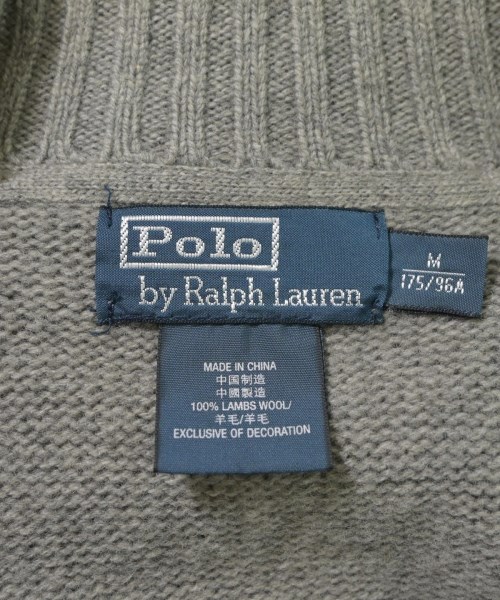 Polo
by Ralph Lauren
M
175/96A
MADE IN CHINA
中国制造
中國製造
100% LAMBS WOOL/
羊毛/羊毛
EXCLUSIVE OF DECORATION